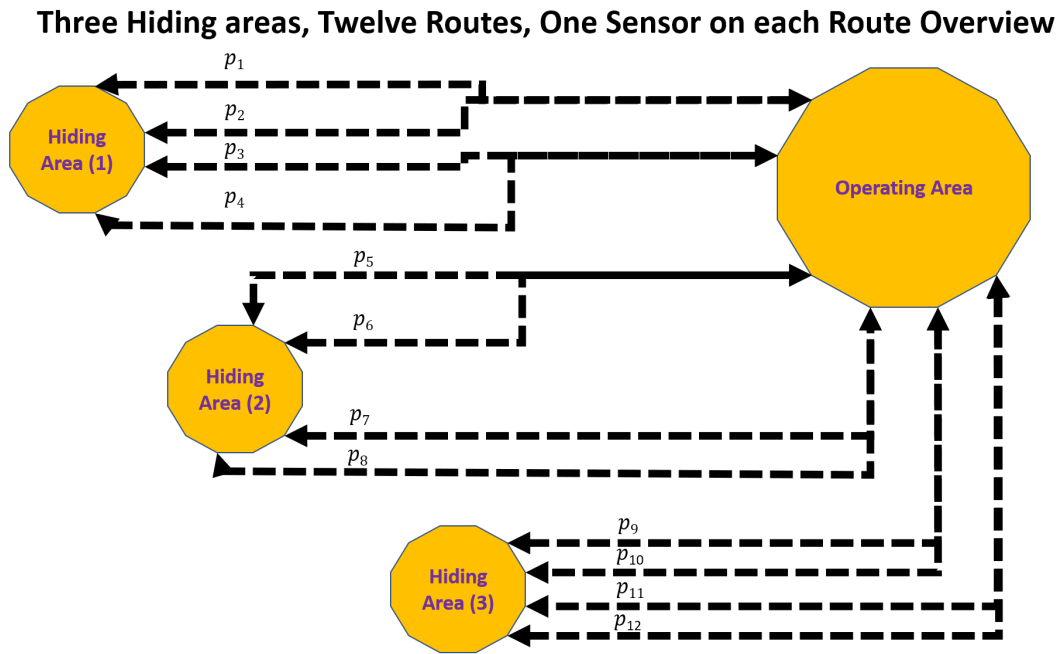 Three Hiding areas, Twelve Routes, One Sensor on each Route Overview
p₁
p₂
Hiding
Area (1)
p₃
p₄
Operating Area
p₅
p₆
Hiding
Area (2)
p₇
p₈
p₉
p₁₀
Hiding
Area (3)
p₁₁
p₁₂